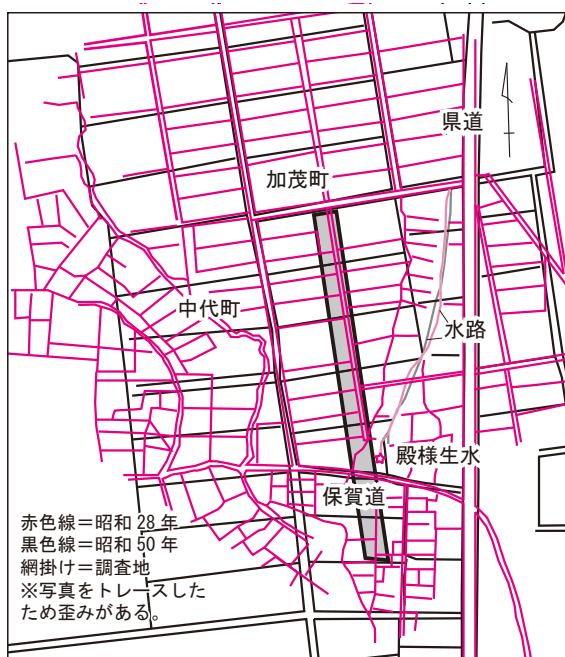 県道
加茂町
中代町
水路
殿様生水
保賀道
赤色線＝昭和 28 年
黒色線＝昭和 50 年
網掛け＝調査地
※写真をトレースした
ため歪みがある。